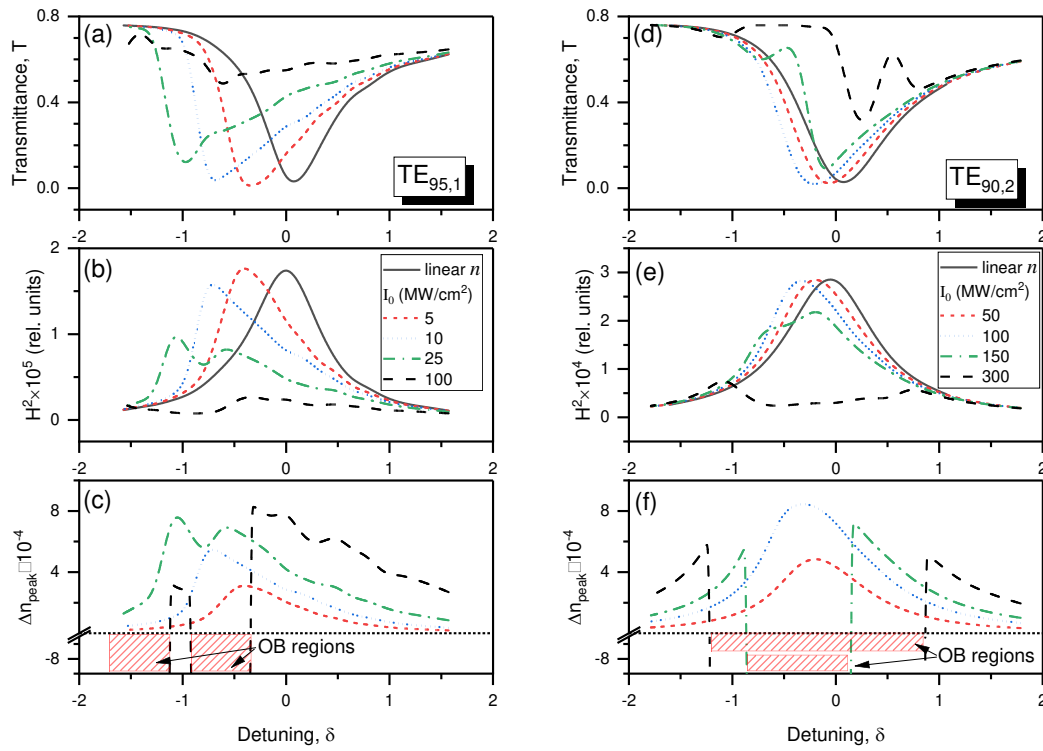 0.8
0.4
0.0
Transmittance, T
(a)
TE95,1
-2 -1 0 1 2
0.8
0.4
0.0
Transmittance, T
(d)
TE90,2
-2 -1 0 1 2
2
1
0
H²×10⁵ (rel. units)
(b)
linear n
I₀ (MW/cm²)
5
10
25
100
-2 -1 0 1 2
3
2
1
0
H²×10⁴ (rel. units)
(e)
linear n
I₀ (MW/cm²)
50
100
150
300
-2 -1 0 1 2
8
4
-8
Δnpeak□10⁻⁴
(c)
OB regions
-2 -1 0 1 2
Detuning, δ
8
4
-8
Δnpeak□10⁻⁴
(f)
OB regions
-2 -1 0 1 2
Detuning, δ